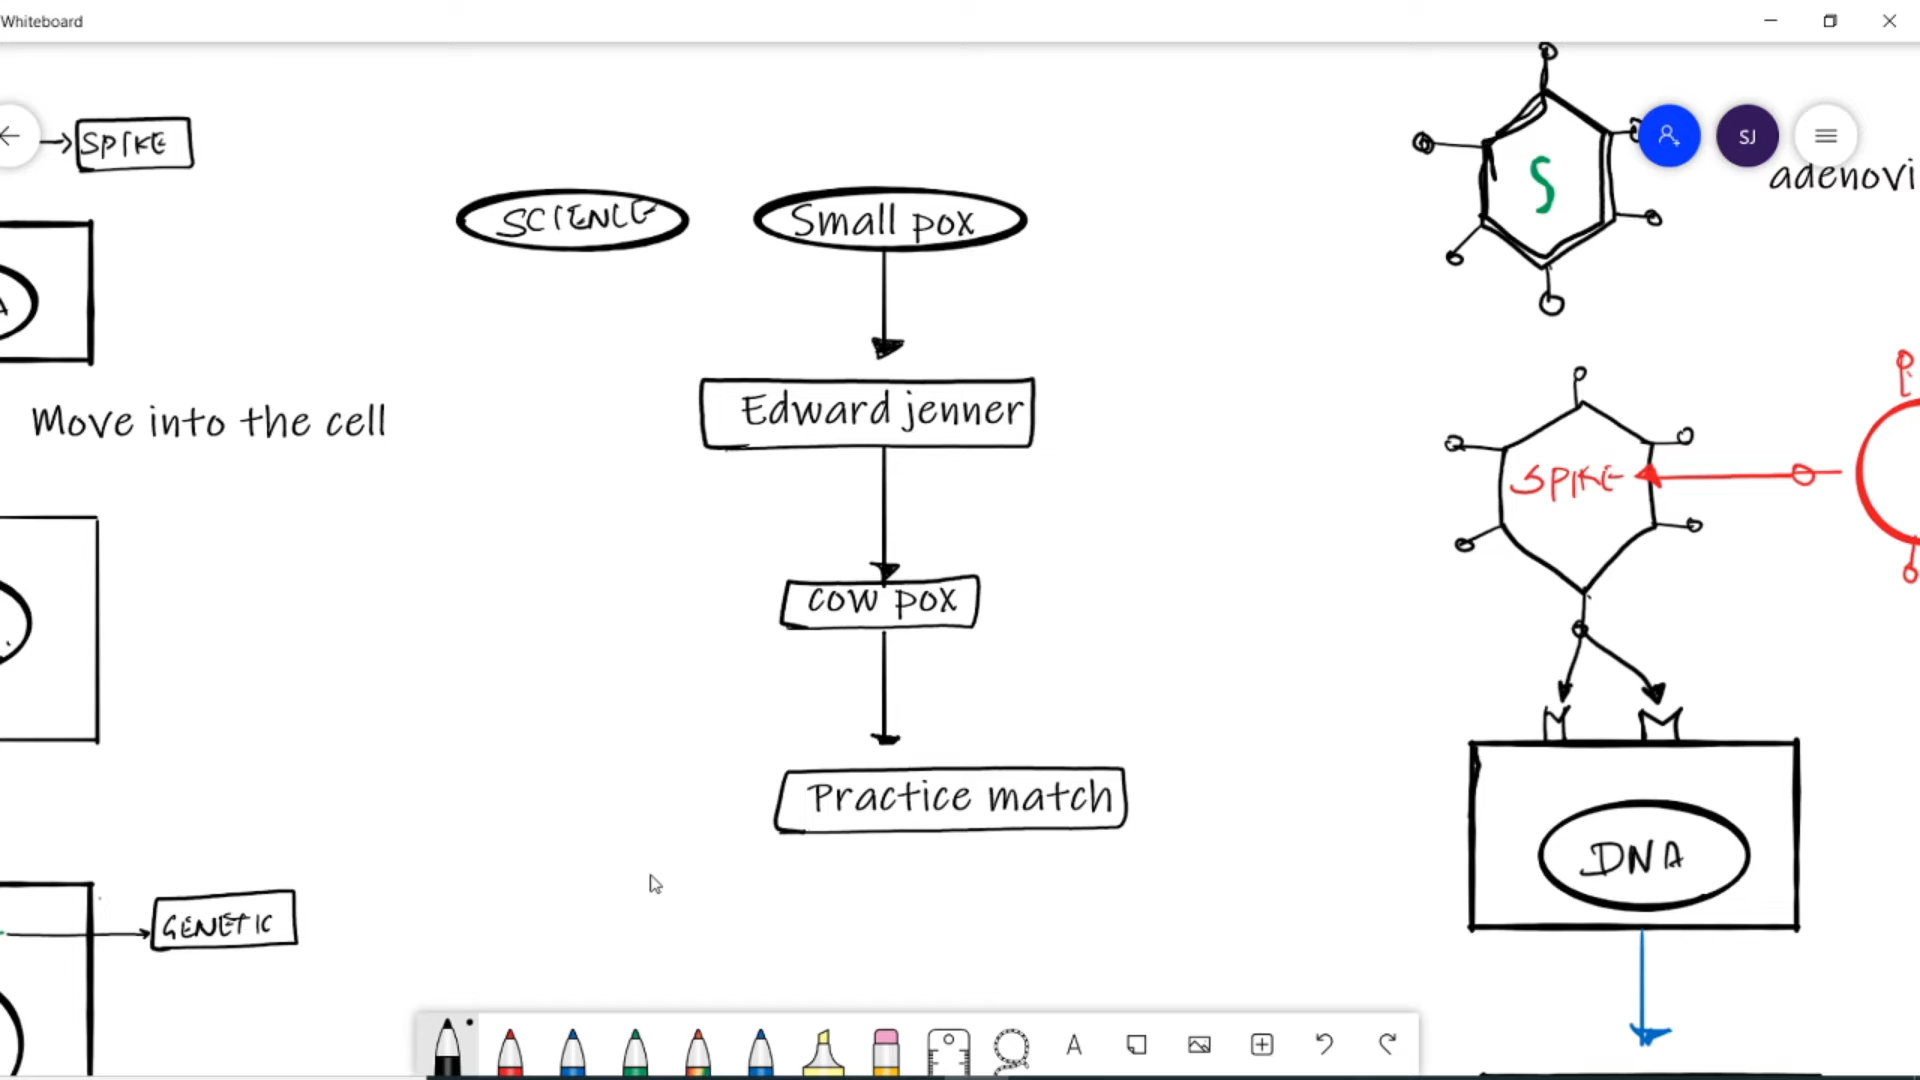 Whiteboard
SPIKE
SCIENCE
Small pox
SJ
S
adenovi
Edward jenner
Move into the cell
SPIKE
cow pox
Practice match
DNA
GENETIC
A